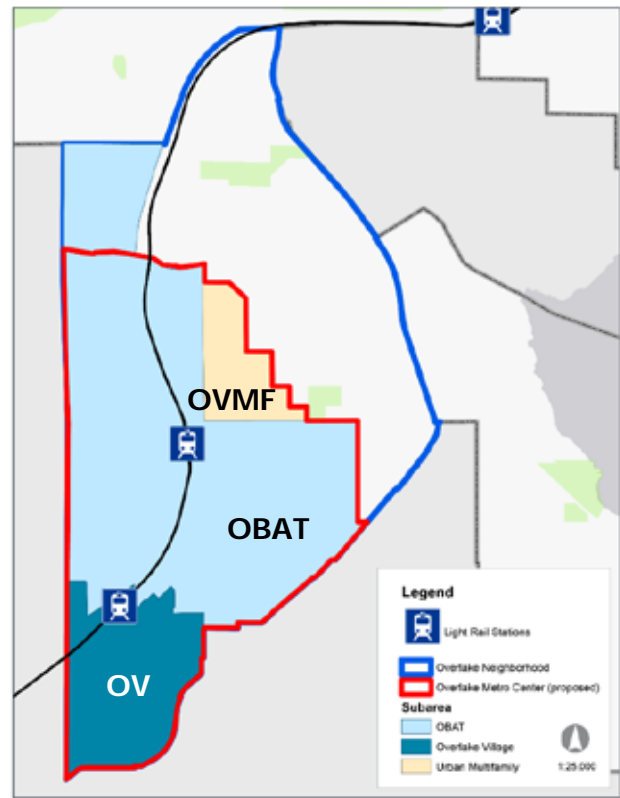 OVMF
OBAT
OV
Legend
Light Rail Stations
Overlake Neighborhood
Overlake Metro Center (proposed)
Subarea
OBAT
Overlake Village
Urban Multifamily
1:25,000